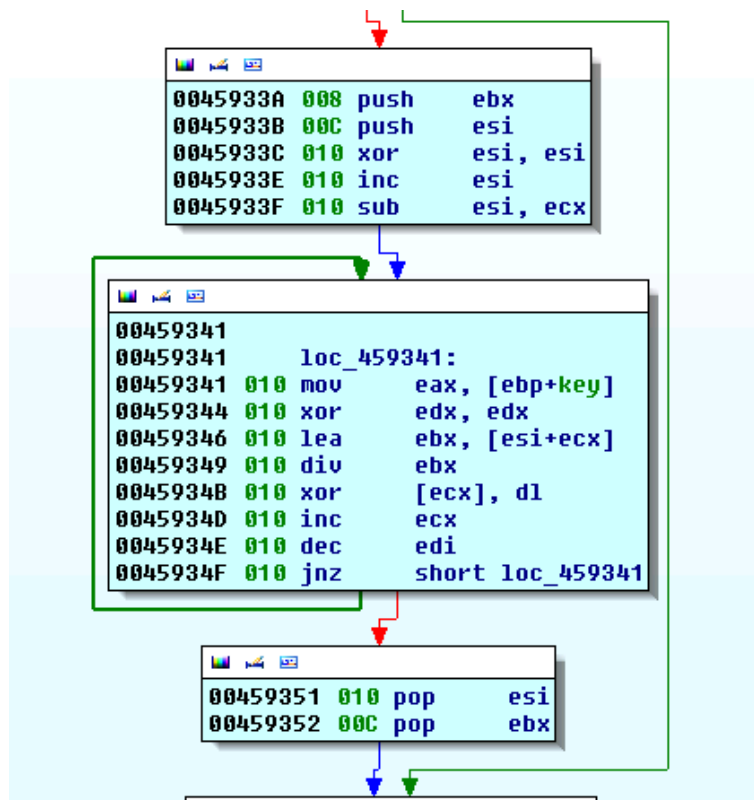 0045933A 008 push ebx
0045933B 00C push esi
0045933C 010 xor esi, esi
0045933E 010 inc esi
0045933F 010 sub esi, ecx
00459341
00459341 loc_459341:
00459341 010 mov eax, [ebp+key]
00459344 010 xor edx, edx
00459346 010 lea ebx, [esi+ecx]
00459349 010 div ebx
0045934B 010 xor [ecx], dl
0045934D 010 inc ecx
0045934E 010 dec edi
0045934F 010 jnz short loc_459341
00459351 010 pop esi
00459352 00C pop ebx